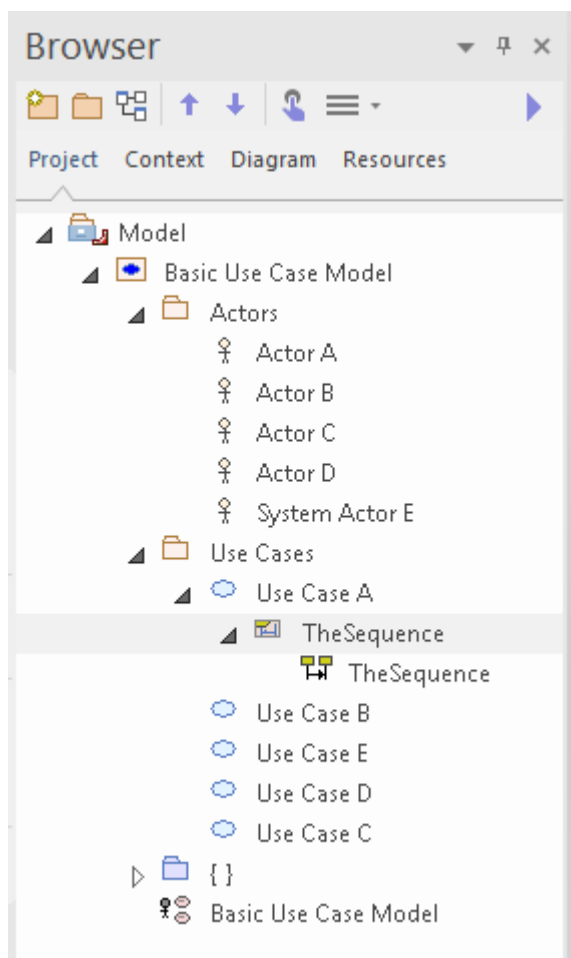 Browser
Project Context Diagram Resources
Model
Basic Use Case Model
Actors
Actor A
Actor B
Actor C
Actor D
System Actor E
Use Cases
Use Case A
TheSequence
TheSequence
Use Case B
Use Case E
Use Case D
Use Case C
{ }
Basic Use Case Model